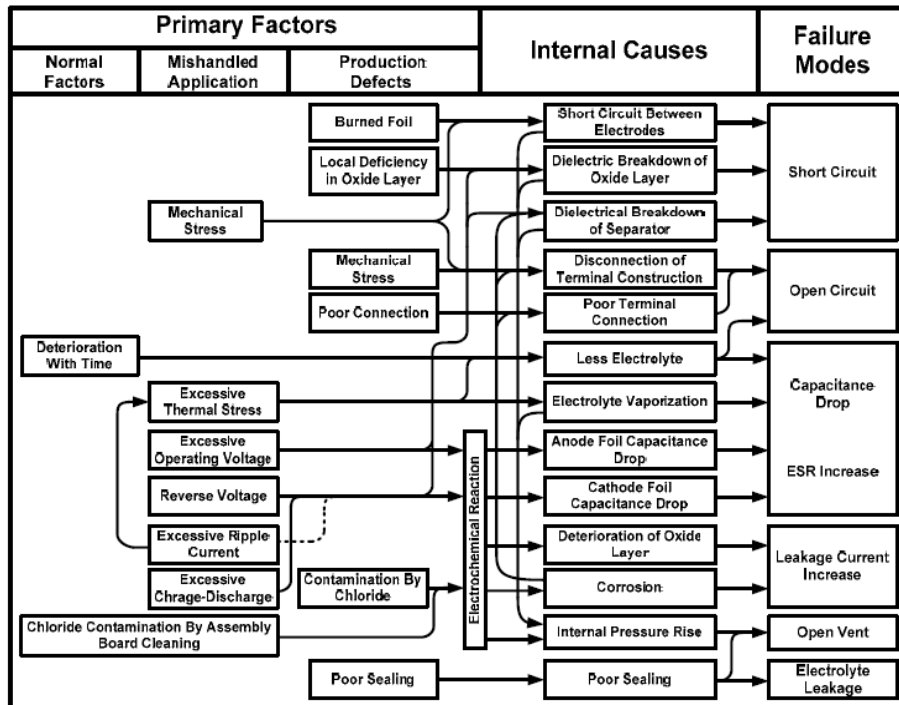 Primary Factors
Internal Causes
Failure
Modes
Normal
Factors
Mishandled
Application
Production
Defects
Burned Foil
Short Circuit Between
Electrodes
Local Deficiency
in Oxide Layer
Dielectric Breakdown of
Oxide Layer
Short Circuit
Mechanical
Stress
Dielectrical Breakdown
of Separator
Mechanical
Stress
Disconnection of
Terminal Construction
Open Circuit
Poor Connection
Poor Terminal
Connection
Deterioration
With Time
Less Electrolyte
Capacitance
Drop
Excessive
Thermal Stress
Electrolyte Vaporization
Excessive
Operating Voltage
Anode Foil Capacitance
Drop
ESR Increase
Reverse Voltage
Cathode Foil
Capacitance Drop
Electrochemical Reaction
Excessive Ripple
Current
Deterioration of Oxide
Layer
Leakage Current
Increase
Excessive
Chrage-Discharge
Contamination By
Chloride
Corrosion
Chloride Contamination By Assembly
Board Cleaning
Internal Pressure Rise
Open Vent
Poor Sealing
Poor Sealing
Electrolyte
Leakage